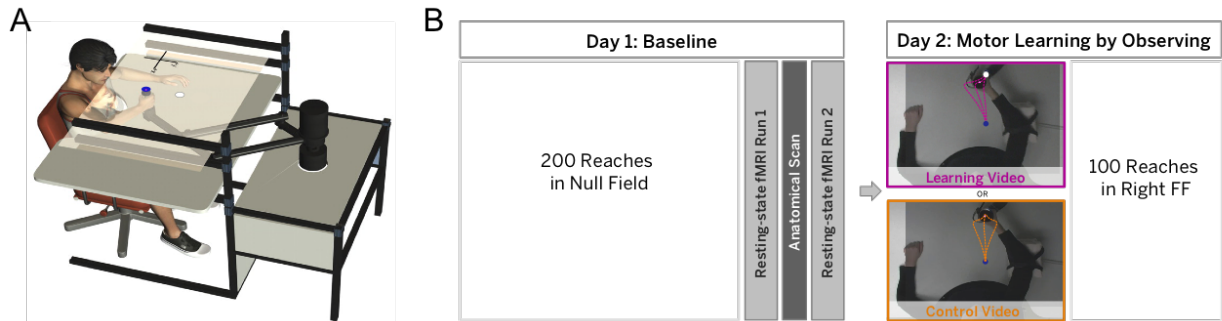 A
B
Day 1: Baseline
200 Reaches
in Null Field
Resting-state fMRI Run 1
Anatomical Scan
Resting-state fMRI Run 2
Day 2: Motor Learning by Observing
Learning Video
OR
Control Video
100 Reaches
in Right FF